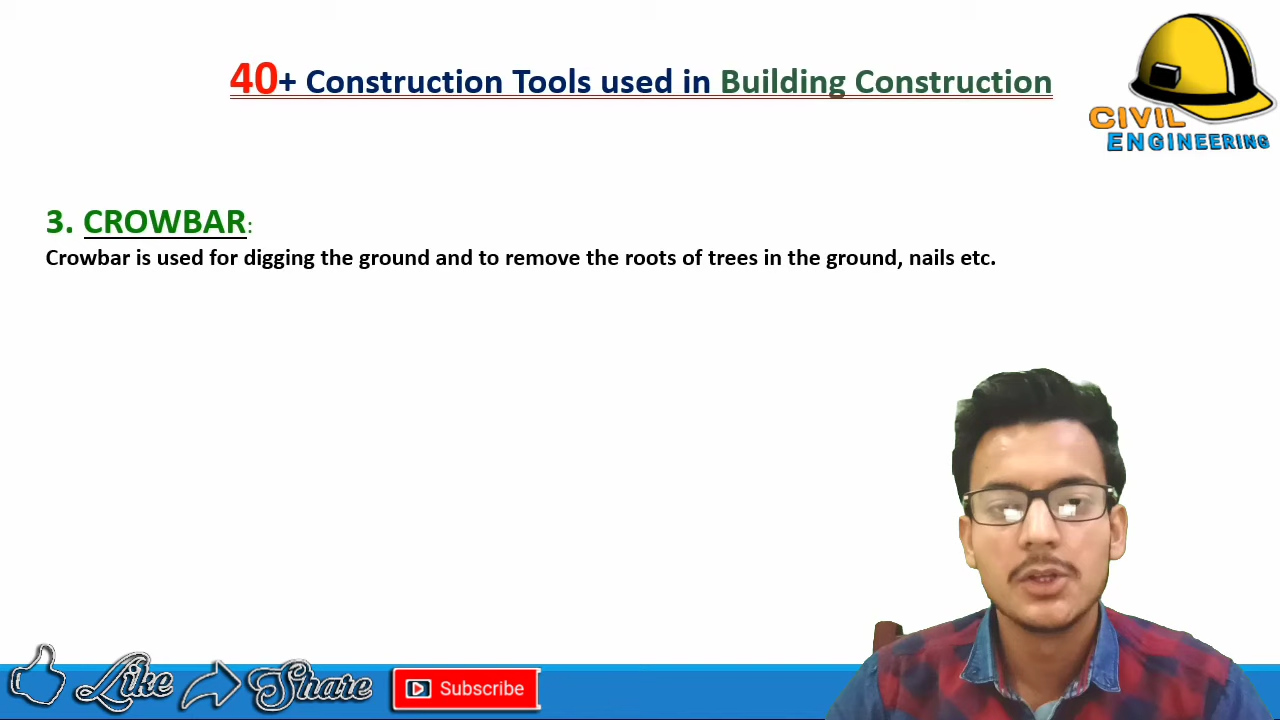 40+ Construction Tools used in Building Construction
CIVIL
ENGINEERING
3. CROWBAR:
Crowbar is used for digging the ground and to remove the roots of trees in the ground, nails etc.
Like Share Subscribe